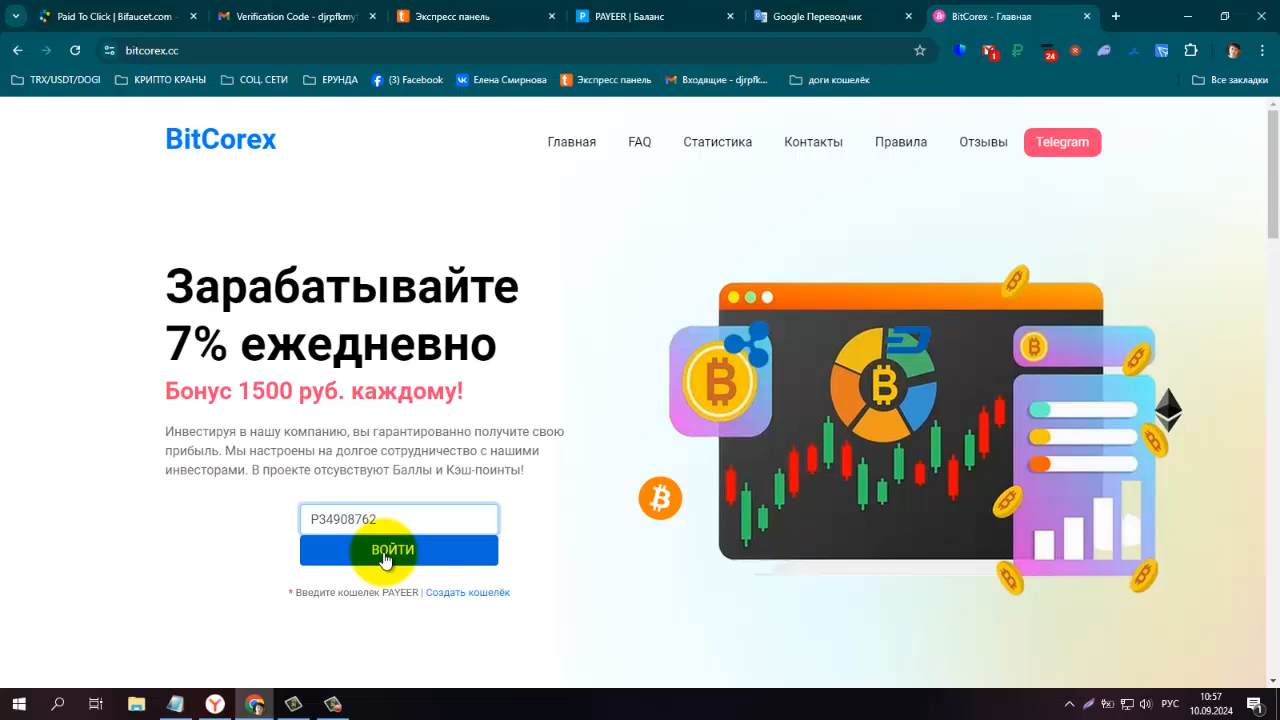 Paid To Click | Bifaucet.com
Verification Code - djrpfkmy
Экспресс панель
PAYEER | Баланс
Google Переводчик
BitCorex - Главная
bitcorex.cc
1
24
TRX/USDT/DOGI
КРИПТО КРАНЫ
СОЦ. СЕТИ
ЕРУНДА
(3) Facebook
Елена Смирнова
Экспресс панель
Входящие - djrpfk...
доги кошелёк
Все закладки
BitCorex
Главная
FAQ
Статистика
Контакты
Правила
Отзывы
Telegram
Зарабатывайте
7% ежедневно
Бонус 1500 руб. каждому!
Инвестируя в нашу компанию, вы гарантированно получите свою
прибыль. Мы настроены на долгое сотрудничество с нашими
инвесторами. В проекте отсувствуют Баллы и Кэш-поинты!
P34908762
ВОЙТИ
* Введите кошелек PAYEER | Создать кошелёк
РУС
10:57
10.09.2024